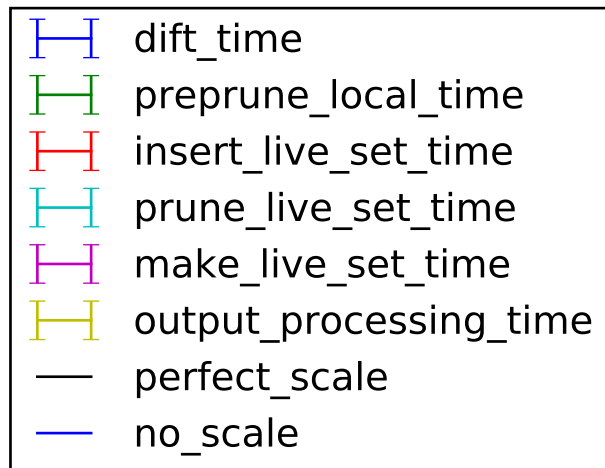 dift_time
preprune_local_time
insert_live_set_time
prune_live_set_time
make_live_set_time
output_processing_time
perfect_scale
no_scale